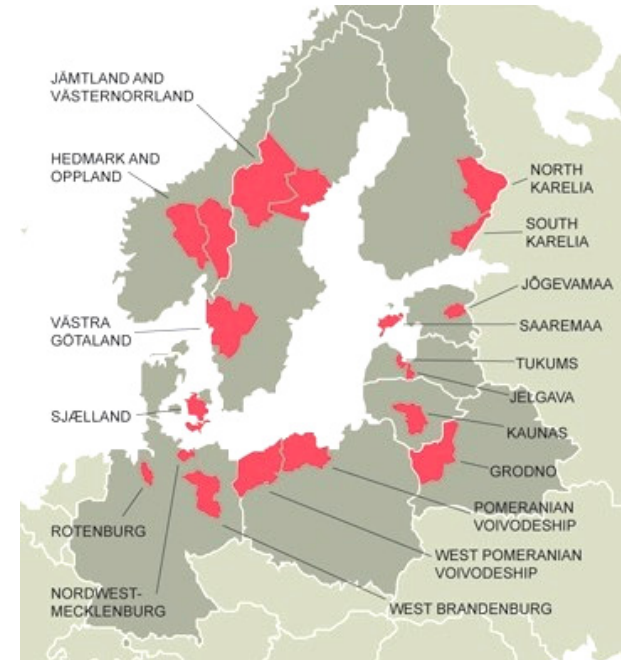 JÄMTLAND AND
VÄSTERNORRLAND
HEDMARK AND
OPPLAND
VÄSTRA
GÖTALAND
SJÆLLAND
ROTENBURG
NORDWEST-
MECKLENBURG
NORTH
KARELIA
SOUTH
KARELIA
JÕGEVAMAA
SAAREMAA
TUKUMS
JELGAVA
KAUNAS
GRODNO
POMERANIAN
VOIVODESHIP
WEST POMERANIAN
VOIVODESHIP
WEST BRANDENBURG